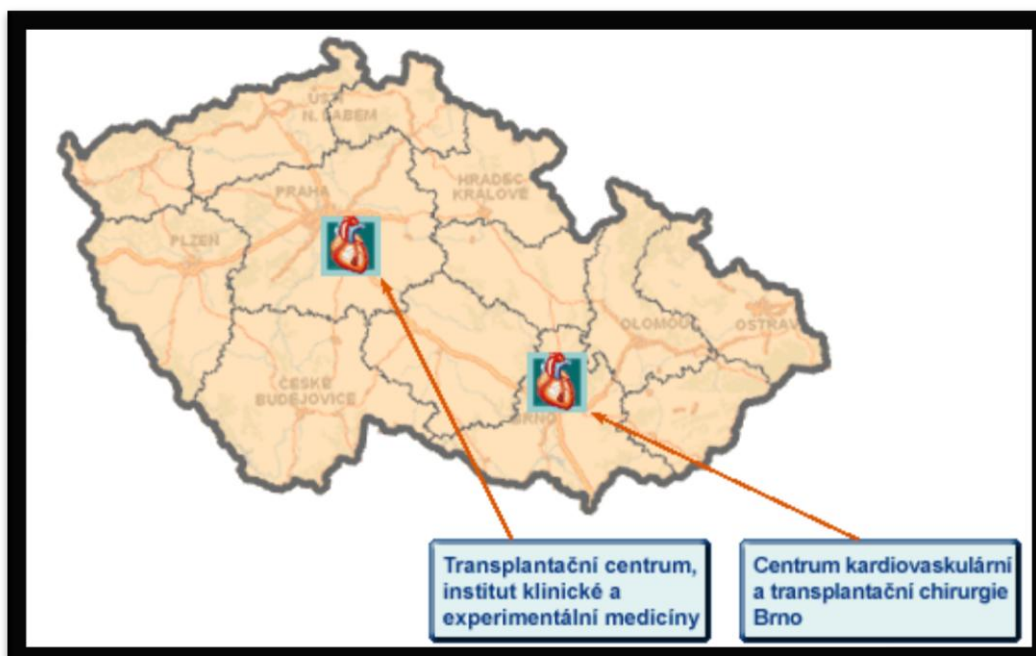 ÚSTÍ
N. LABEM
PRAHA
HRADEC
KRÁLOVÉ
PLZEŇ
OLOMOUC
OSTRAV
ČESKÉ
BUDĚJOVICE
BRNO
Transplantační centrum,
institut klinické a
experimentální medicíny
Centrum kardiovaskulární
a transplantační chirurgie
Brno